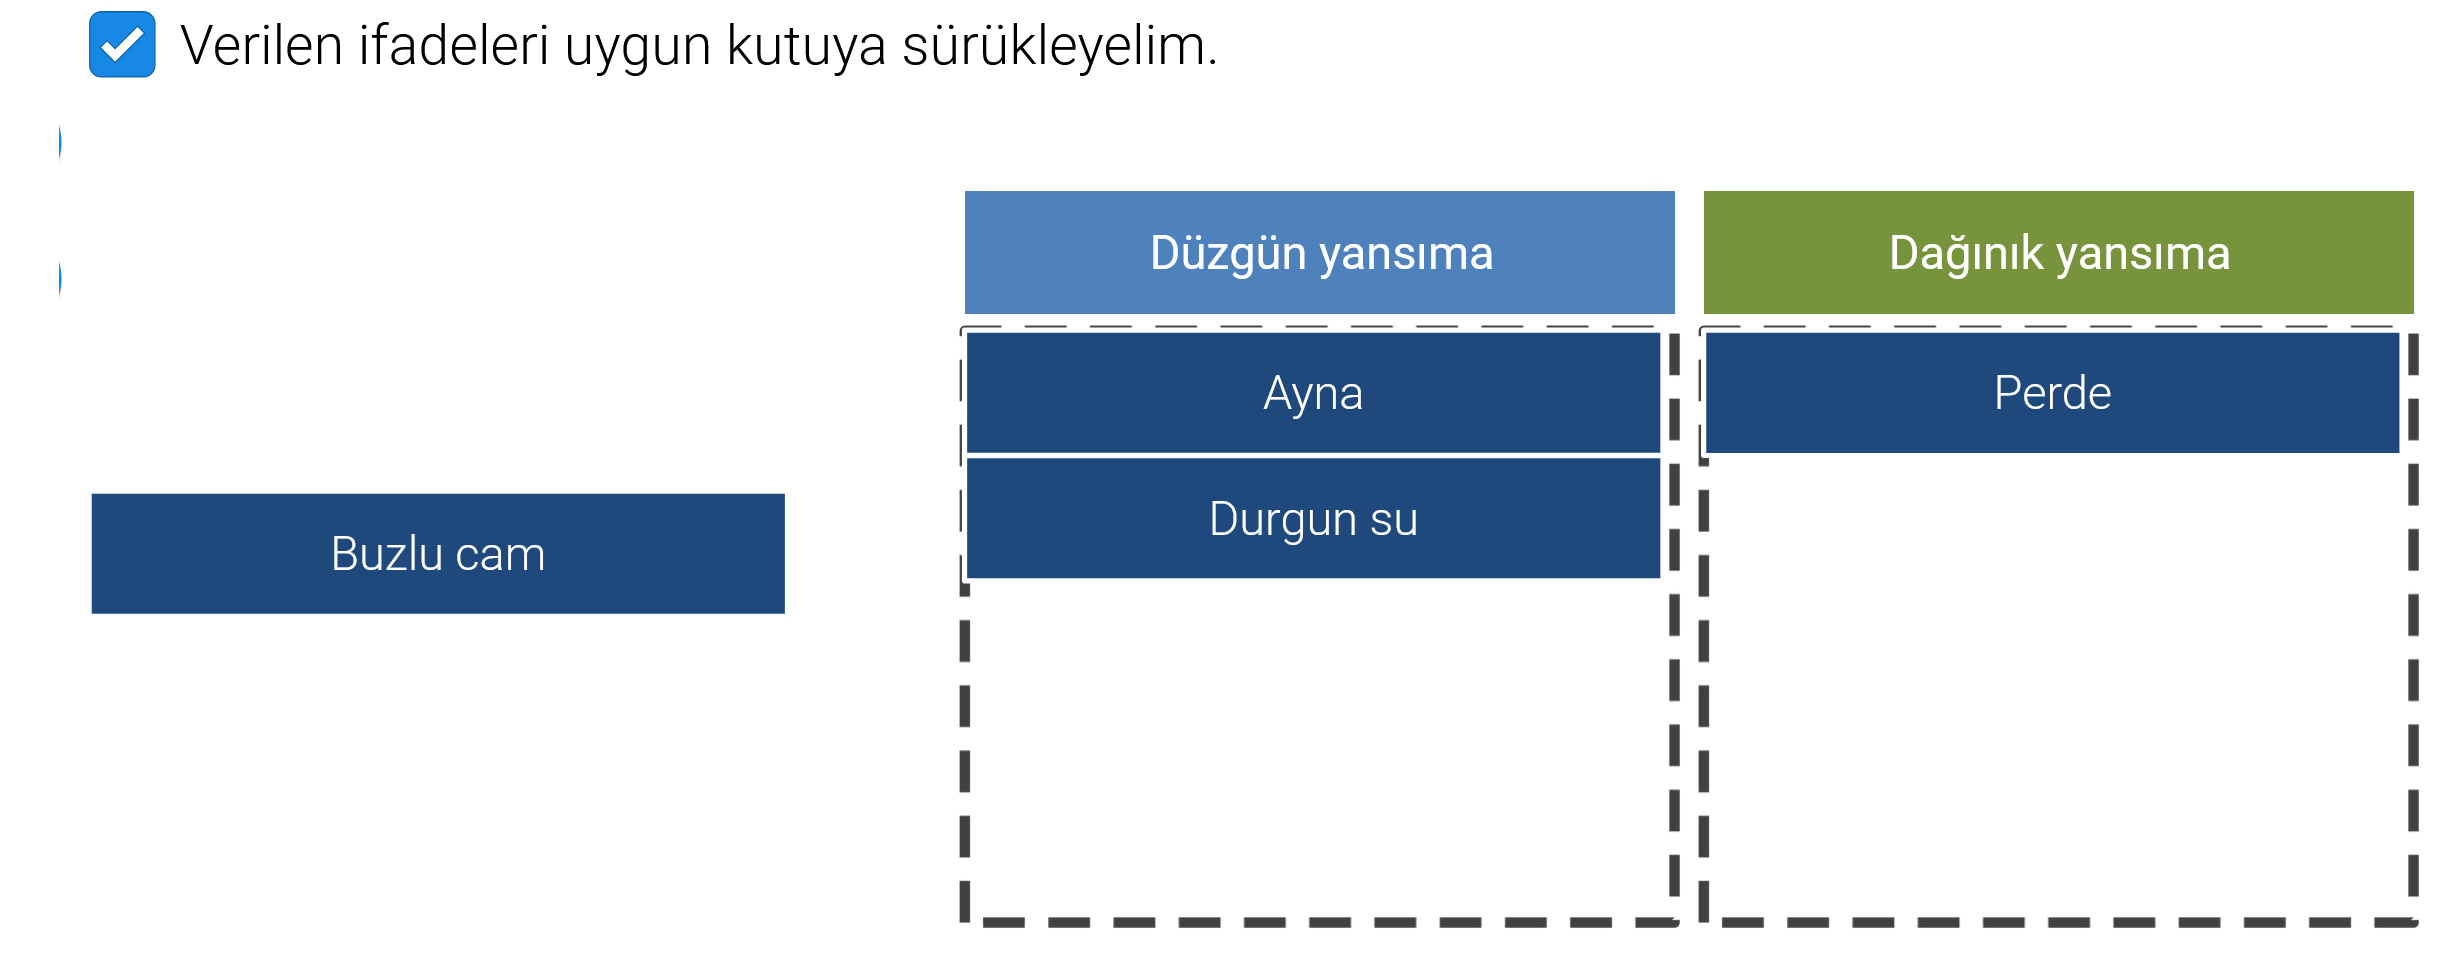 Verilen ifadeleri uygun kutuya sürükleyelim.
Düzgün yansıma
Dağınık yansıma
Ayna
Perde
Durgun su
Buzlu cam